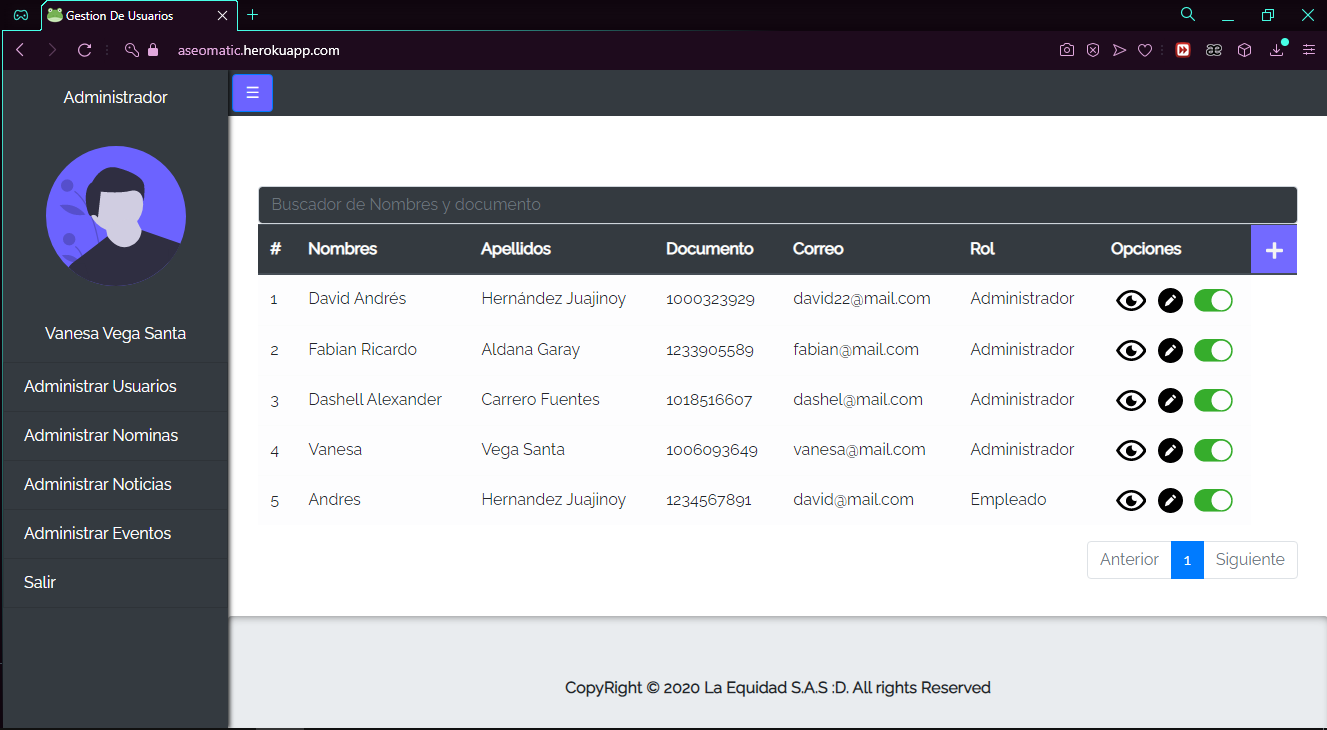 Gestion De Usuarios
aseomatic.herokuapp.com
Administrador
Vanesa Vega Santa
Administrar Usuarios
Administrar Nominas
Administrar Noticias
Administrar Eventos
Salir
Buscador de Nombres y documento
# Nombres Apellidos Documento Correo Rol Opciones +
1 David Andrés Hernández Juajinoy 1000323929 david22@mail.com Administrador
2 Fabian Ricardo Aldana Garay 1233905589 fabian@mail.com Administrador
3 Dashell Alexander Carrero Fuentes 1018516607 dashel@mail.com Administrador
4 Vanesa Vega Santa 1006093649 vanesa@mail.com Administrador
5 Andres Hernandez Juajinoy 1234567891 david@mail.com Empleado
Anterior 1 Siguiente
CopyRight © 2020 La Equidad S.A.S :D. All rights Reserved